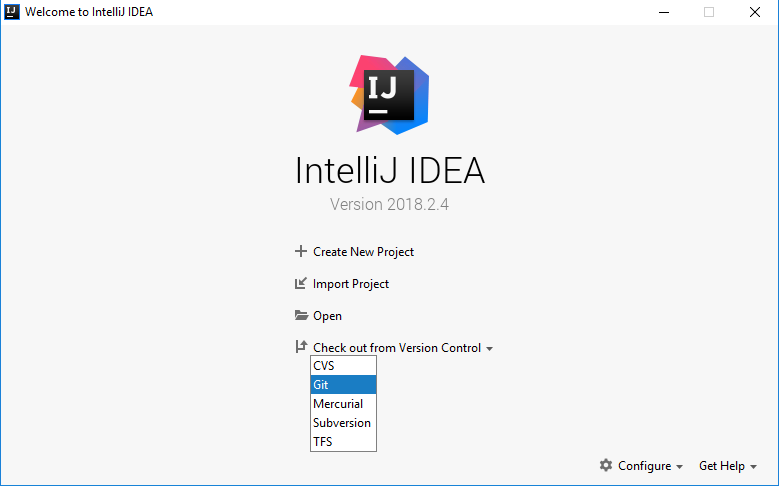 Welcome to IntelliJ IDEA
IJ
IntelliJ IDEA
Version 2018.2.4
Create New Project
Import Project
Open
Check out from Version Control
CVS
Git
Mercurial
Subversion
TFS
Configure Get Help